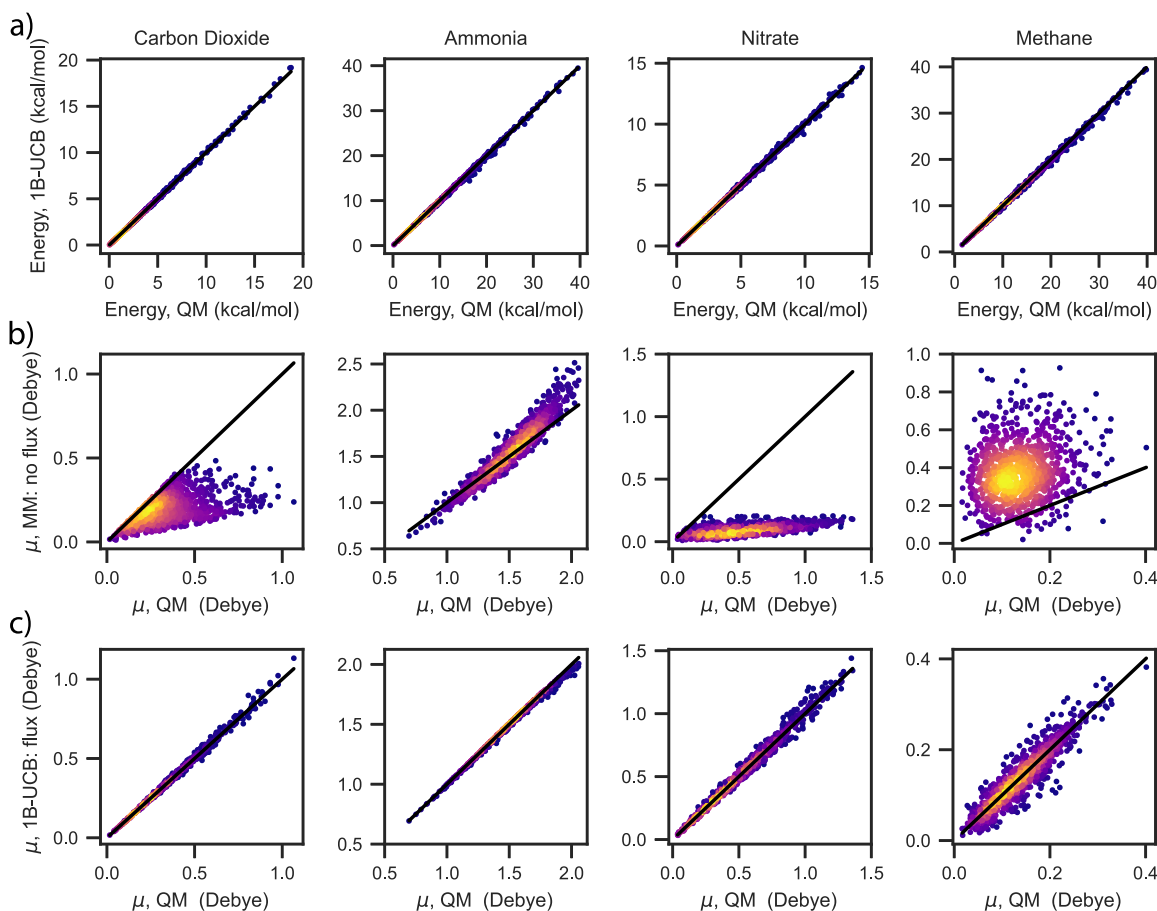 a)
Carbon Dioxide Ammonia Nitrate Methane
Energy, 1B-UCB (kcal/mol)
20 15 10 5 0
40 30 20 10 0
15 10 5 0
40 30 20 10 0
0 5 10 15 20
0 10 20 30 40
0 5 10 15
0 10 20 30 40
Energy, QM (kcal/mol) Energy, QM (kcal/mol) Energy, QM (kcal/mol) Energy, QM (kcal/mol)
b)
μ, MM: no flux (Debye)
1.0 0.5 0.0
2.5 2.0 1.5 1.0 0.5
1.5 1.0 0.5 0.0
1.0 0.8 0.6 0.4 0.2 0.0
0.0 0.5 1.0
0.5 1.0 1.5 2.0
0.0 0.5 1.0 1.5
0.0 0.2 0.4
μ, QM (Debye) μ, QM (Debye) μ, QM (Debye) μ, QM (Debye)
c)
μ, 1B-UCB: flux (Debye)
1.0 0.5 0.0
2.0 1.5 1.0 0.5
1.5 1.0 0.5 0.0
0.4 0.2 0.0
0.0 0.5 1.0
0.5 1.0 1.5 2.0
0.0 0.5 1.0 1.5
0.0 0.2 0.4
μ, QM (Debye) μ, QM (Debye) μ, QM (Debye) μ, QM (Debye)